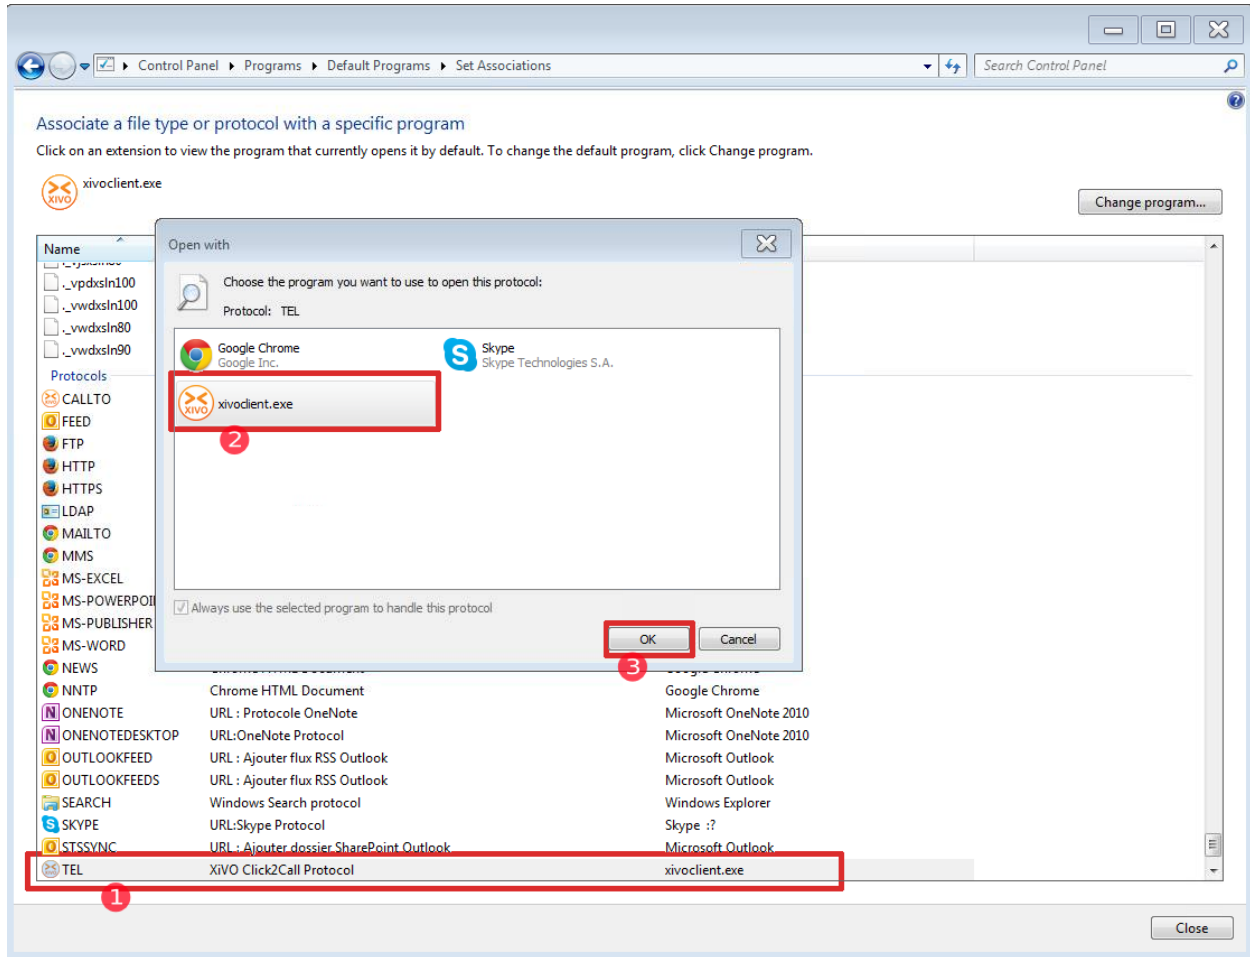 Control Panel Programs Default Programs Set Associations
Search Control Panel
Associate a file type or protocol with a specific program
Click on an extension to view the program that currently opens it by default. To change the default program, click Change program.
XIVO
xivoclient.exe
Change program...
Name
Open with
Choose the program you want to use to open this protocol:
Protocol: TEL
Google Chrome
Google Inc.
Skype
Skype Technologies S.A.
XIVO
xivoclient.exe
2
Always use the selected program to handle this protocol
OK
Cancel
3
._vpdxsln100
._vwdxsln100
._vwdxsln80
._vwdxsln90
Protocols
CALLTO
FEED
FTP
HTTP
HTTPS
LDAP
MAILTO
MMS
MS-EXCEL
MS-POWERPOI
MS-PUBLISHER
MS-WORD
NEWS
NNTP Chrome HTML Document Google Chrome
ONENOTE URL : Protocole OneNote Microsoft OneNote 2010
ONENOTEDESKTOP URL:OneNote Protocol Microsoft OneNote 2010
OUTLOOKFEED URL : Ajouter flux RSS Outlook Microsoft Outlook
OUTLOOKFEEDS URL : Ajouter flux RSS Outlook Microsoft Outlook
SEARCH Windows Search protocol Windows Explorer
SKYPE URL:Skype Protocol Skype :?
STSSYNC URL : Ajouter dossier SharePoint Outlook Microsoft Outlook
TEL XiVO Click2Call Protocol xivoclient.exe
1
Close